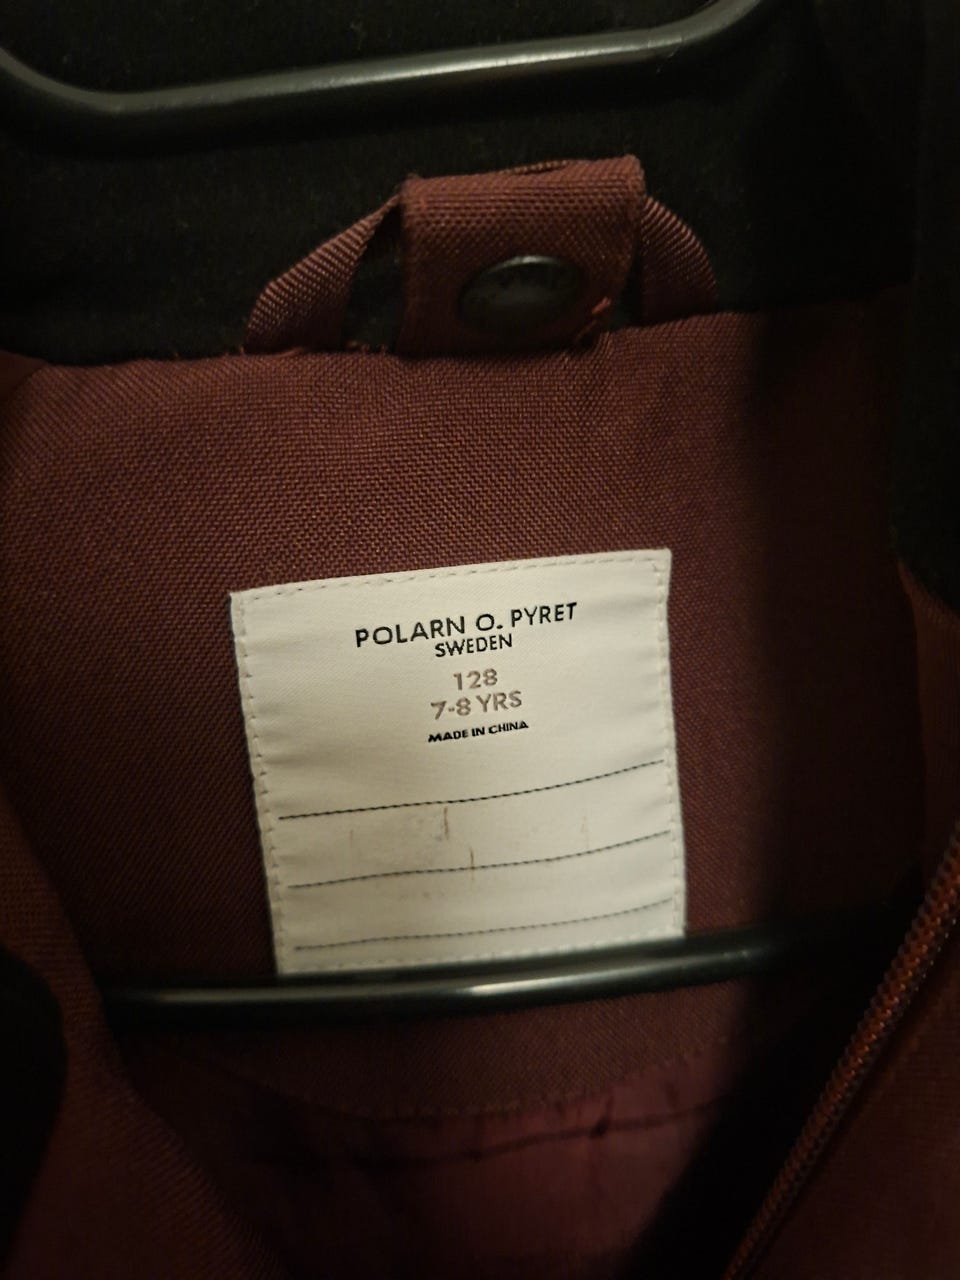 POLARN O. PYRET
SWEDEN
128
7-8 YRS
MADE IN CHINA